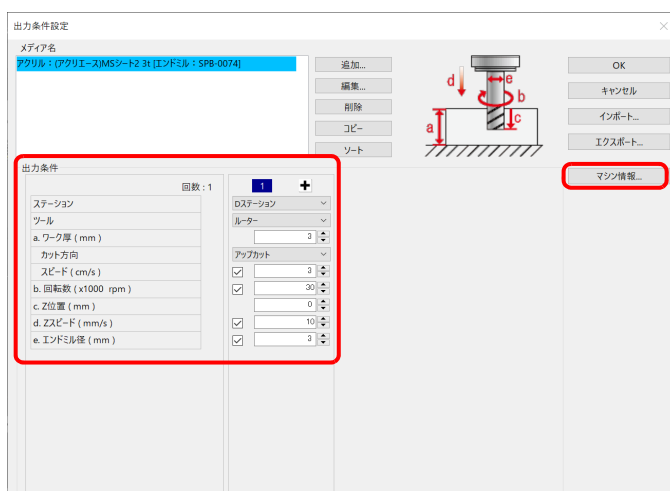 出力条件設定
メディア名
アクリル：(アクリエース)MSシート2 3t [エンドミル：SPB-0074]
追加...
編集...
削除
コピー
ソート
d
e
b
c
a
OK
キャンセル
インポート...
エクスポート...
マシン情報...
出力条件
回数 : 1
1
+
ステーション
Dステーション
ツール
ルーター
a. ワーク厚 ( mm )
3
カット方向
アップカット
スピード ( cm/s )
3
b. 回転数 ( x1000 rpm )
30
c. Z位置 ( mm )
0
d. Zスピード ( mm/s )
10
e. エンドミル径 ( mm )
3